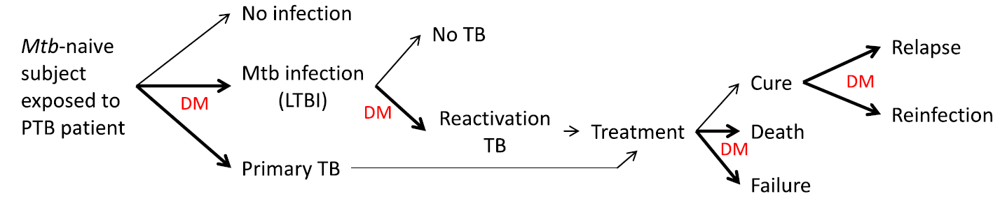 Mtb-naive
subject
exposed to
PTB patient
No infection
Mtb infection
(LTBI)
Primary TB
DM
No TB
Reactivation
TB
DM
Treatment
Cure
Death
Failure
DM
Relapse
Reinfection
DM